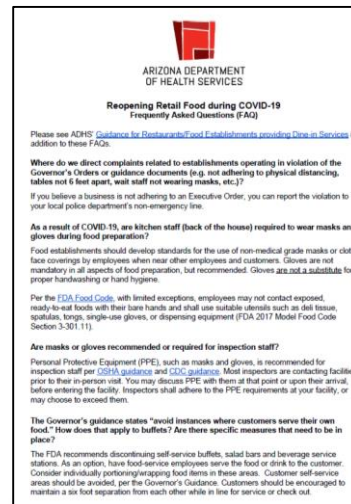 ARIZONA DEPARTMENT
OF HEALTH SERVICES
Reopening Retail Food during COVID-19
Frequently Asked Questions (FAQ)
Please see ADHS' Guidance for Restaurants/Food Establishments providing Dine-in Services
addition to these FAQs.
Where do we direct complaints related to establishments operating in violation of the
Governor's Orders or guidance documents (e.g. not adhering to physical distancing,
tables not 6 feet apart, wait staff not wearing masks, etc.)?
If you believe a business is not adhering to an Executive Order, you can report the violation to
your local police department's non-emergency line.
As a result of COVID-19, are kitchen staff (back of the house) required to wear masks
gloves during food preparation?
Food establishments should develop standards for the use of non-medical grade masks or
face coverings by employees when near other employees and customers. Gloves are not
mandatory in all aspects of food preparation, but recommended. Gloves are not a substitute
proper handwashing or hand hygiene.
Per the FDA Food Code, with limited exceptions, employees may not contact exposed,
ready-to-eat foods with their bare hands and shall use suitable utensils such as deli tissue,
spatulas, tongs, single-use gloves, or dispensing equipment (FDA 2017 Model Food Code
Section 3-301.11).
Are masks or gloves recommended or required for inspection staff?
Personal Protective Equipment (PPE), such as masks and gloves, is recommended for
inspection staff per OSHA guidance and CDC guidance. Most inspectors are contacting
prior to their in-person visit. You may discuss PPE with them at that point or upon their arrival,
before entering the facility. Inspectors shall adhere to the PPE requirements at your facility, or
may choose to exceed them.
The Governor's guidance states "avoid instances where customers serve their own
food." How does that apply to buffets? Are there specific measures that need to be in
place?
The FDA recommends discontinuing self-service buffets, salad bars and beverage service
stations. As an option, have food-service employees serve the food or drink to the customer.
Consider individually portioning/wrapping food items in these areas. Customer self-service
areas should be avoided, per the Governor's Guidance. Customers should be encouraged to
maintain a six foot separation from each other while in line for service or check out.